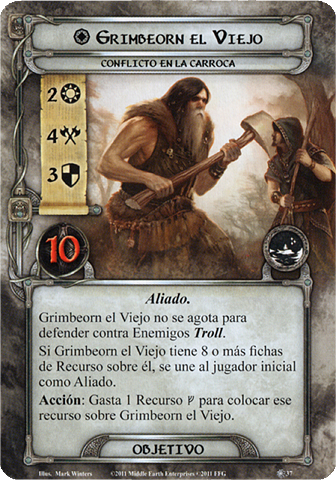 Grimbeorn el Viejo
CONFLICTO EN LA CARROCA
2
4
3
10
Aliado.
Grimbeorn el Viejo no se agota para
defender contra Enemigos Troll.
Si Grimbeorn el Viejo tiene 8 o más fichas
de Recurso sobre él, se une al jugador inicial
como Aliado.
Acción: Gasta 1 Recurso para colocar ese
recurso sobre Grimbeorn el Viejo.
OBJETIVO
Illus. Mark Winters ©2011 Middle Earth Enterprises ©2011 FFG 37